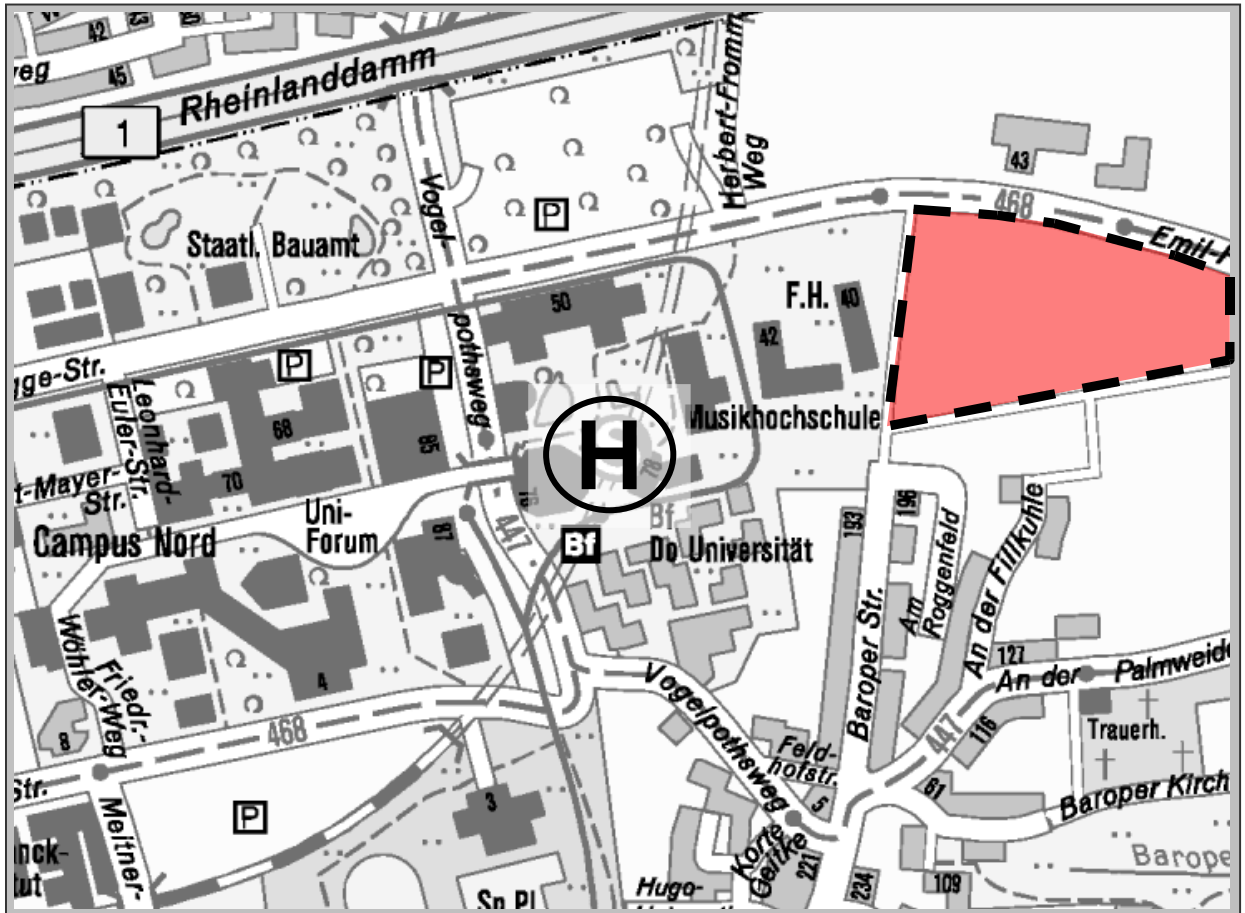 42
45
1
Rheinlanddamm
Vogel-
Herbert-Fromm
Weg
43
468
Emil-F
P
Staatl. Bauamt
50
F.H.
40
42
gge-Str.
P
P
pothsweg
Leonhard-
Euler-Str.
68
85
Musikhochschule
H
78
70
t-Mayer-
Str.
Uni-
Forum
Campus Nord
87
447
Bf
Bf
Do Universität
193
196
Am
Roggenfeld
An der Fillkuhle
Baroper Str.
127
An der Palmweide
Wöhler-Weg
Friedr.-
4
8
468
Vogelpothsweg
447
116
Trauerh.
Feld-
hofstr.
5
61
Baroper Kirch
Str.
Meitner-
P
3
nck-
tut
Korte
Geitke
221
234
109
Barope
Hugo-
Sp.Pl.